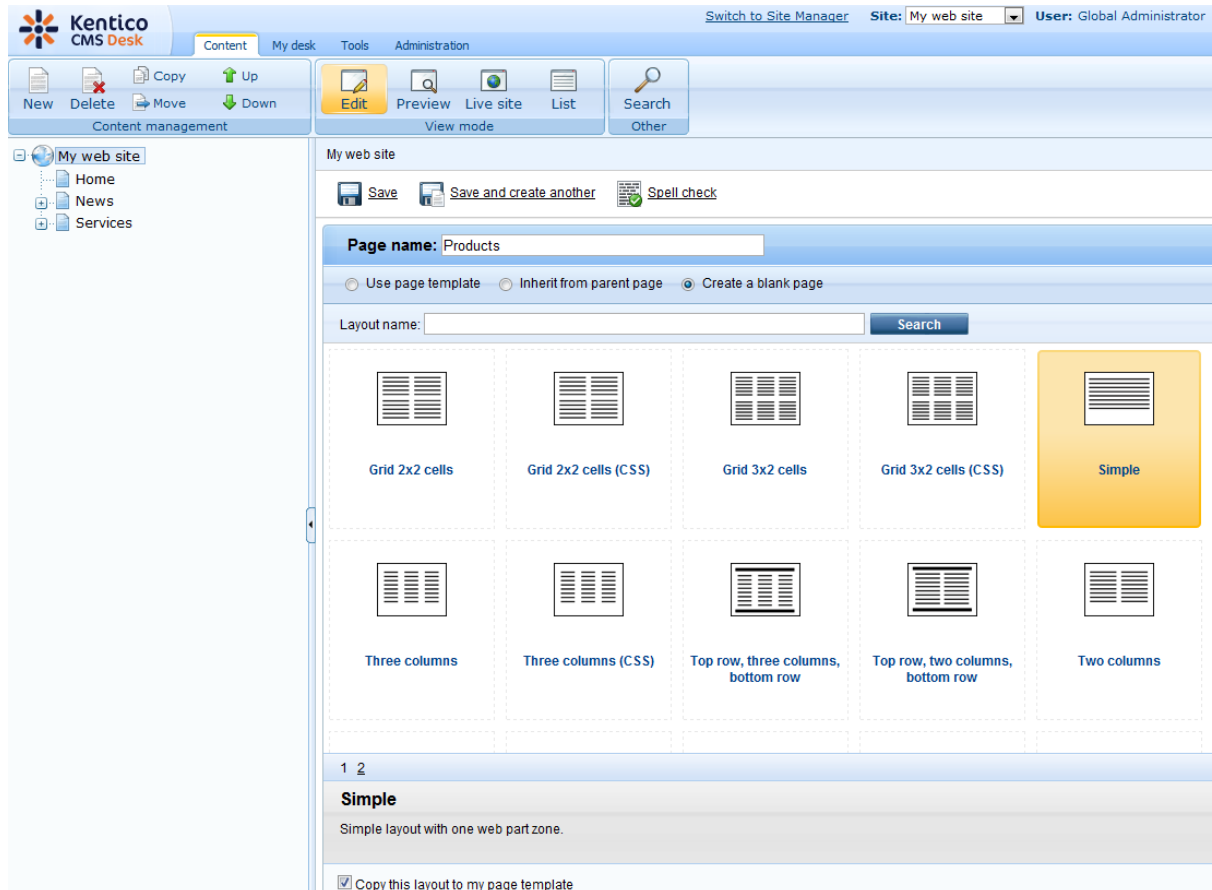 Kentico
CMS Desk
Switch to Site Manager Site: My web site User: Global Administrator
Content My desk Tools Administration
New Delete Copy Move Up Down
Content management
Edit Preview Live site List
View mode
Search
Other
My web site
Home
News
Services
My web site
Save Save and create another Spell check
Page name: Products
Use page template Inherit from parent page Create a blank page
Layout name: Search
Grid 2x2 cells Grid 2x2 cells (CSS) Grid 3x2 cells Grid 3x2 cells (CSS) Simple
Three columns Three columns (CSS) Top row, three columns, bottom row Top row, two columns, bottom row Two columns
1 2
Simple
Simple layout with one web part zone.
Copy this layout to my page template